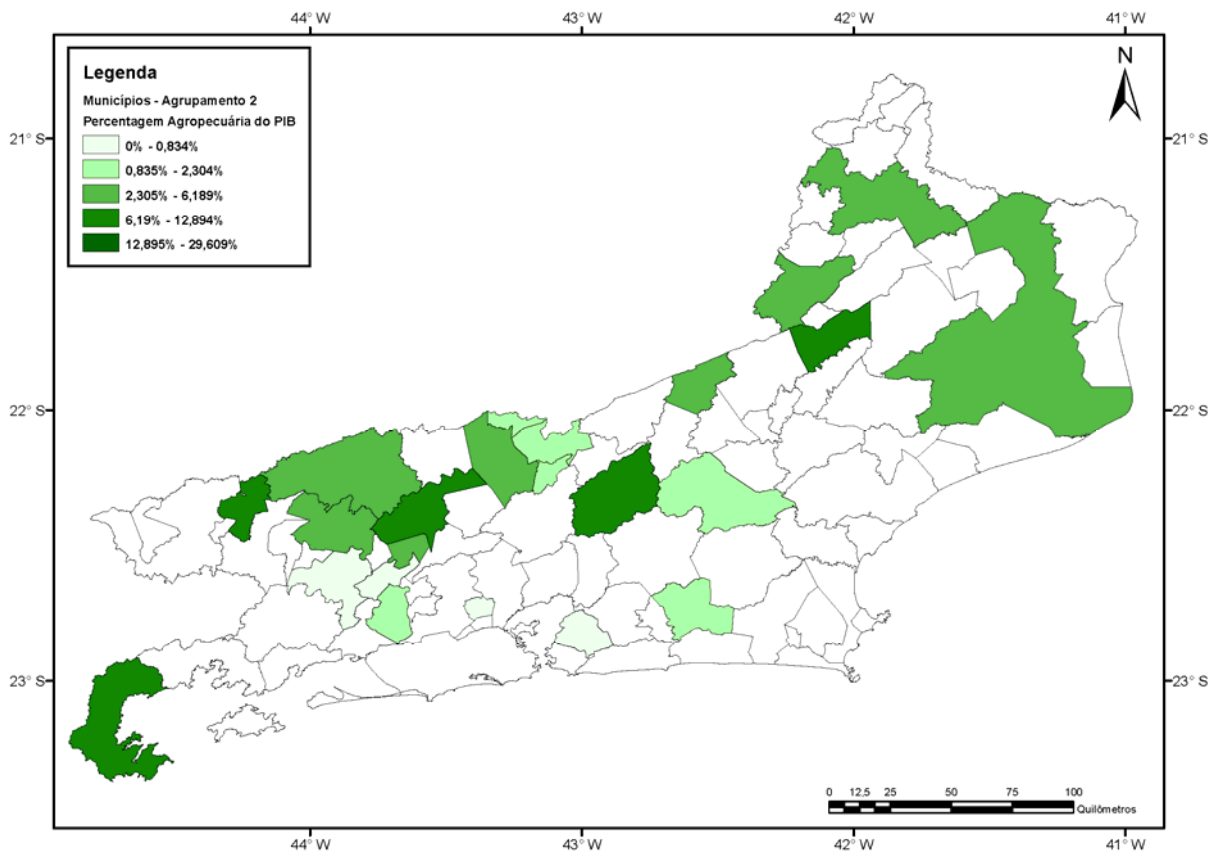 44° W 43° W 42° W 41° W
Legenda
Municípios - Agrupamento 2
Percentagem Agropecuária do PIB
0% - 0,834%
0,835% - 2,304%
2,305% - 6,189%
6,19% - 12,894%
12,895% - 29,609%
N
21° S 21° S
22° S 22° S
23° S 23° S
0 12,5 25 50 75 100
Quilômetros
44° W 43° W 42° W 41° W